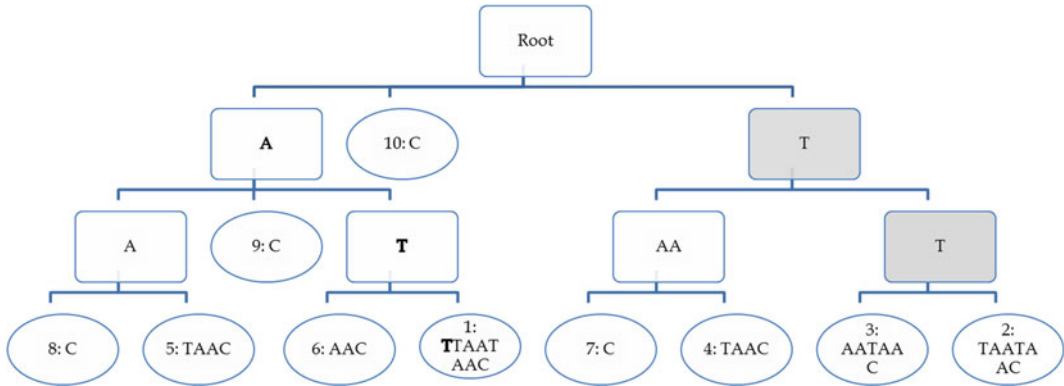 Root
A
10: C
T
A
9: C
T
AA
T
8: C
5: TAAC
6: AAC
1:
TTAAT
AAC
7: C
4: TAAC
3:
AATAA
C
2:
TAATA
AC